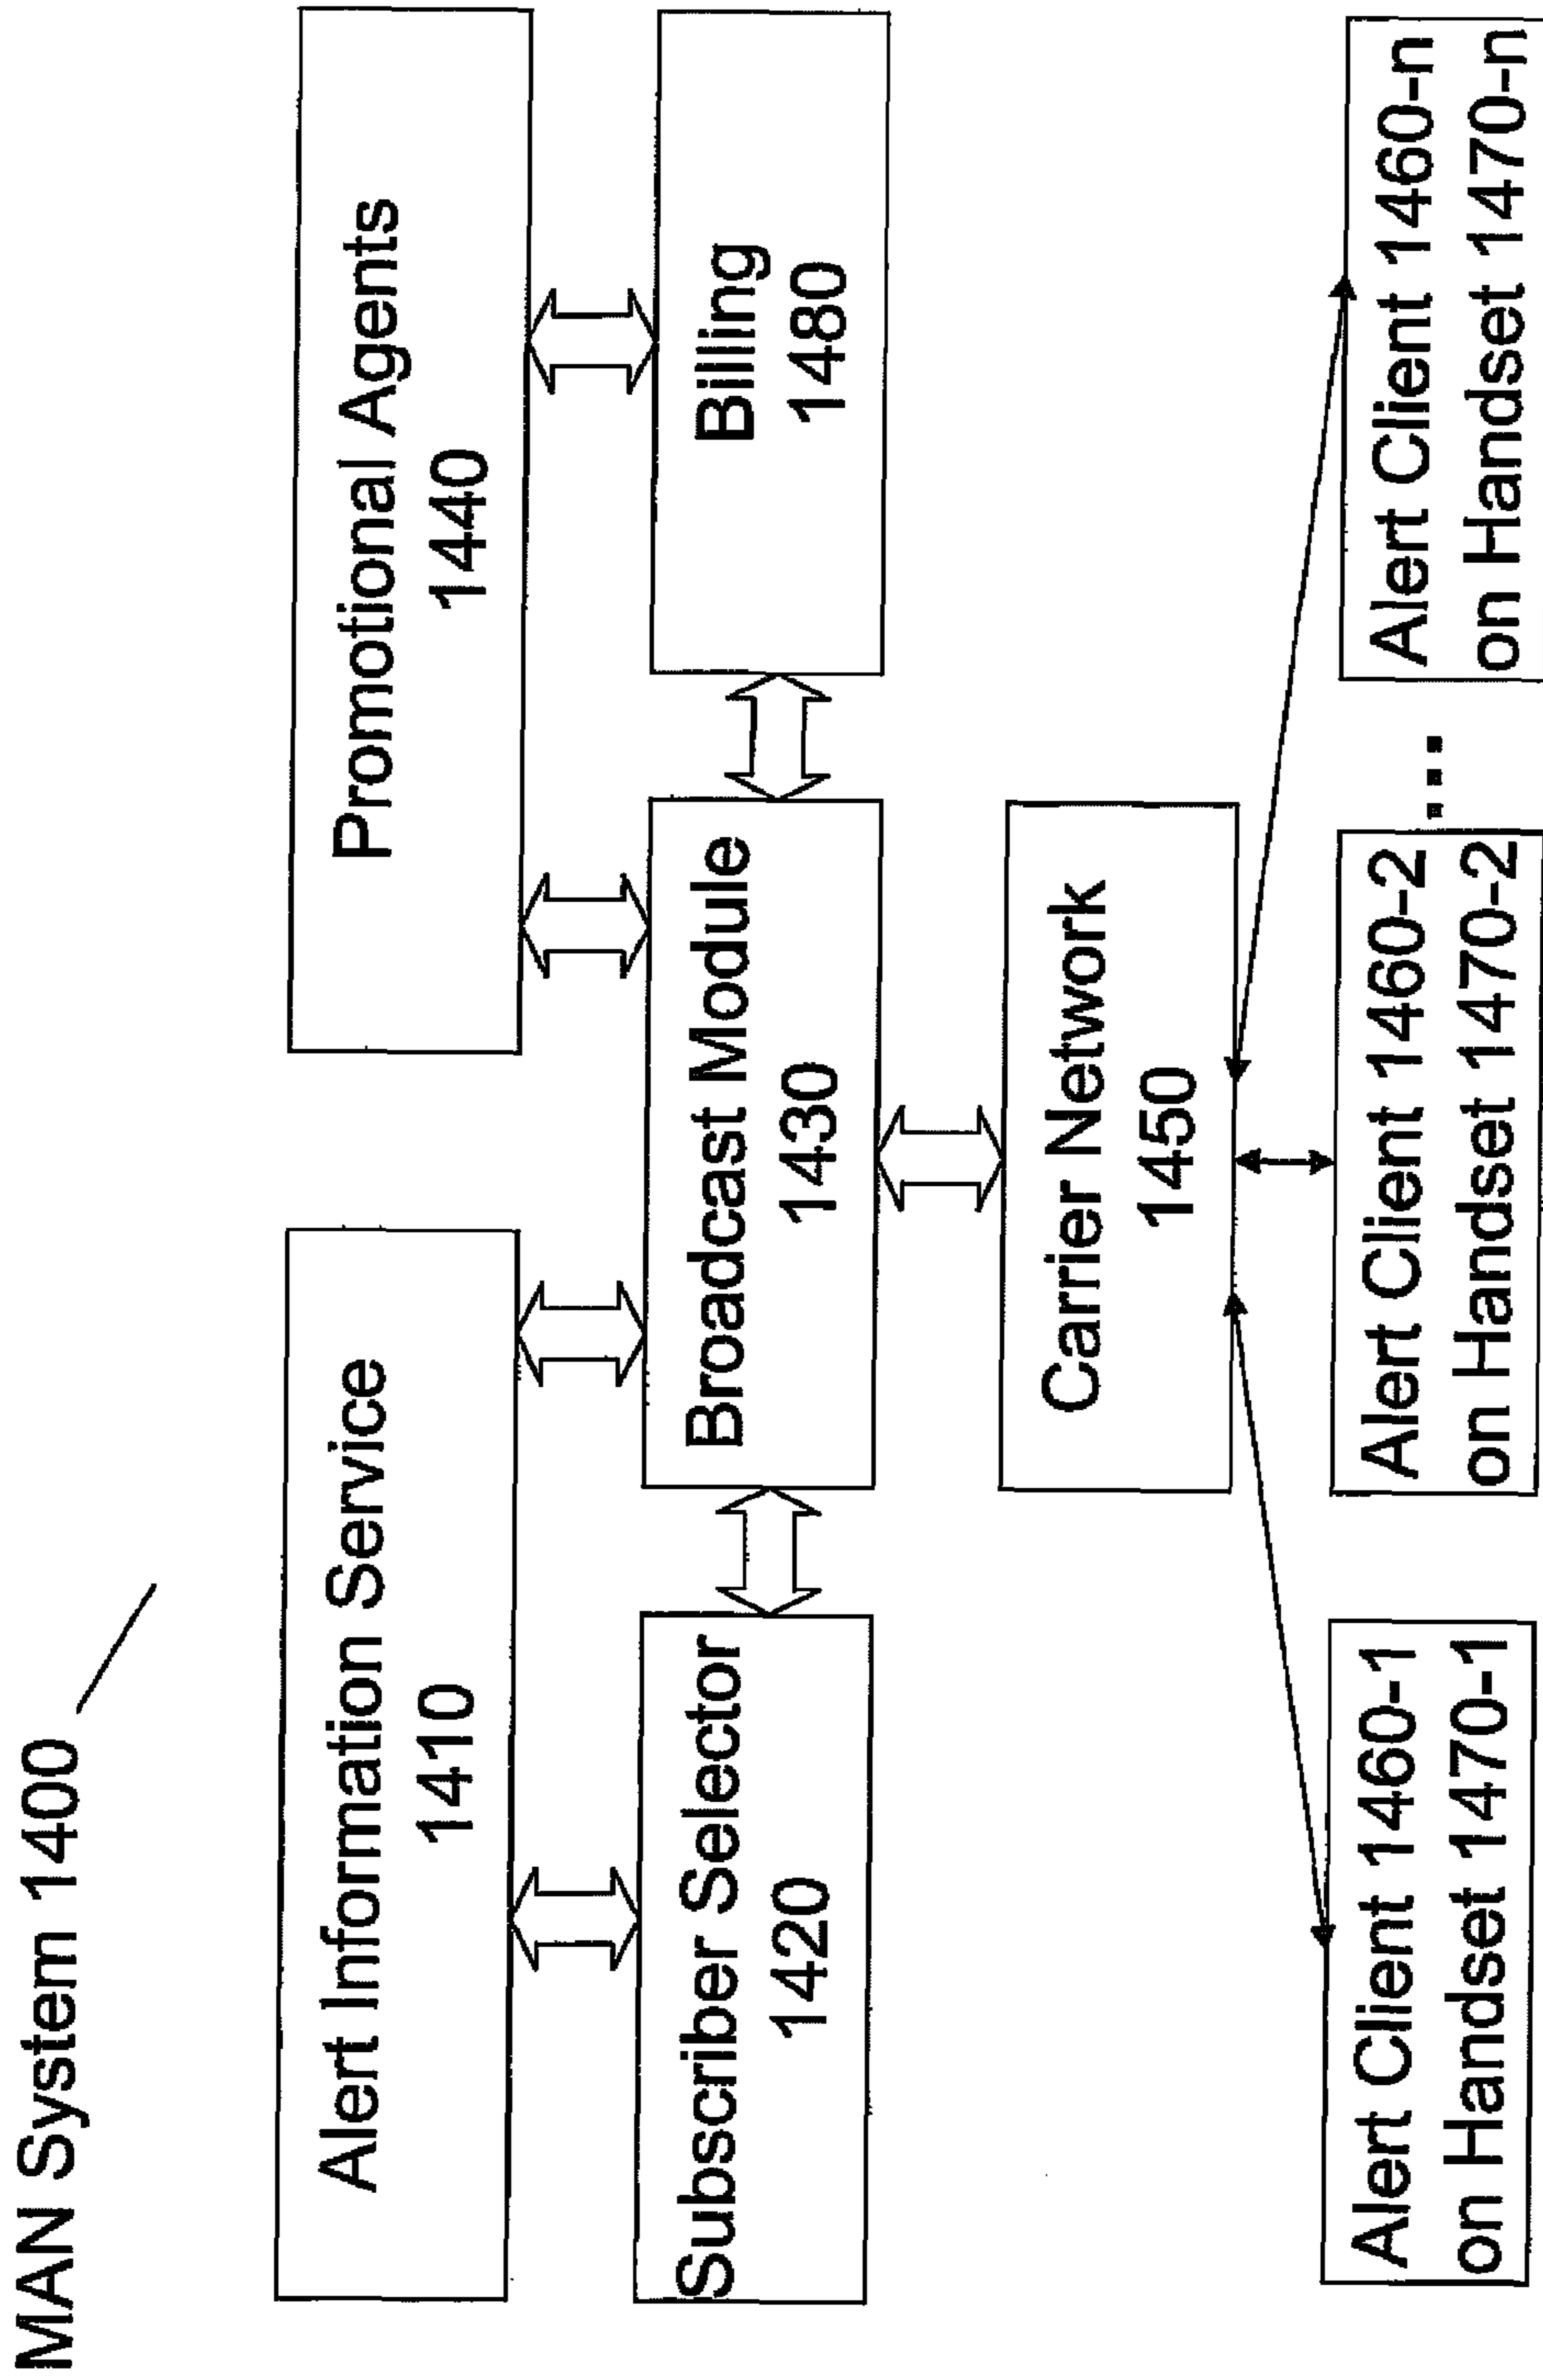 MAN System 1400
Alert Information Service
1410
Promotional Agents
1440
Subscriber Selector
1420
Broadcast Module
1430
Billing
1480
Carrier Network
1450
Alert Client 1460-1
on Handset 1470-1
Alert Client 1460-2
on Handset 1470-2
...
Alert Client 1460-n
on Handset 1470-n